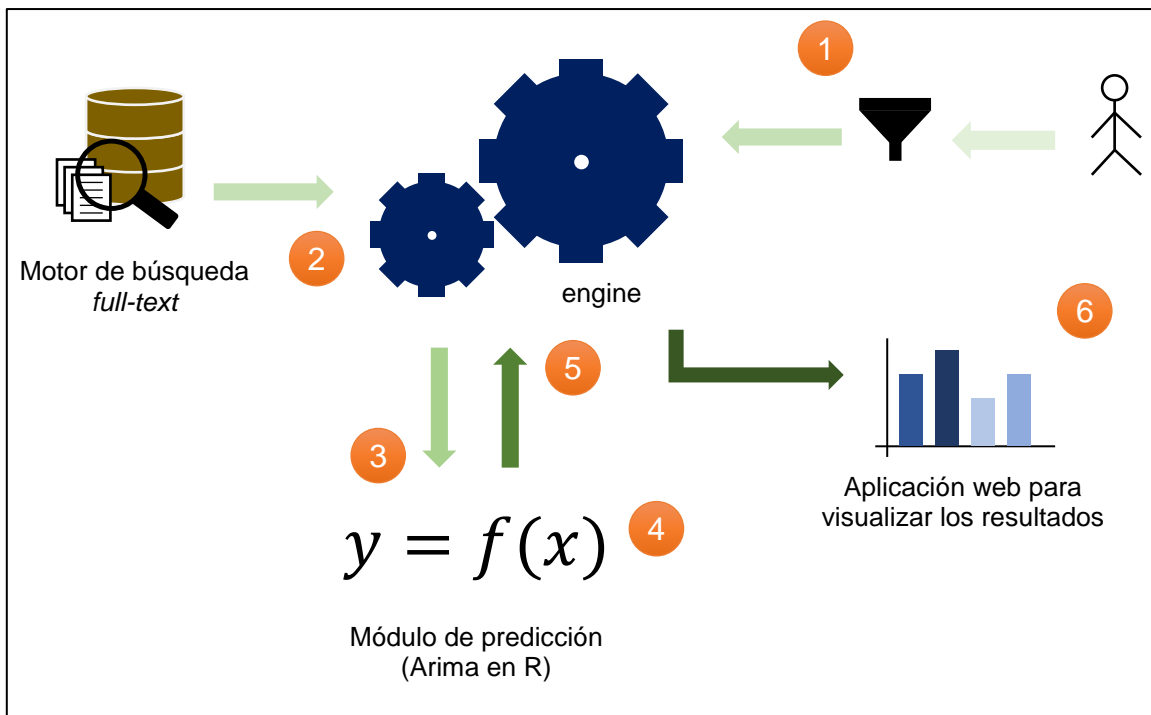 1
2
Motor de búsqueda
full-text
engine
6
5
3
y = f(x)
4
Aplicación web para
visualizar los resultados
Módulo de predicción
(Arima en R)